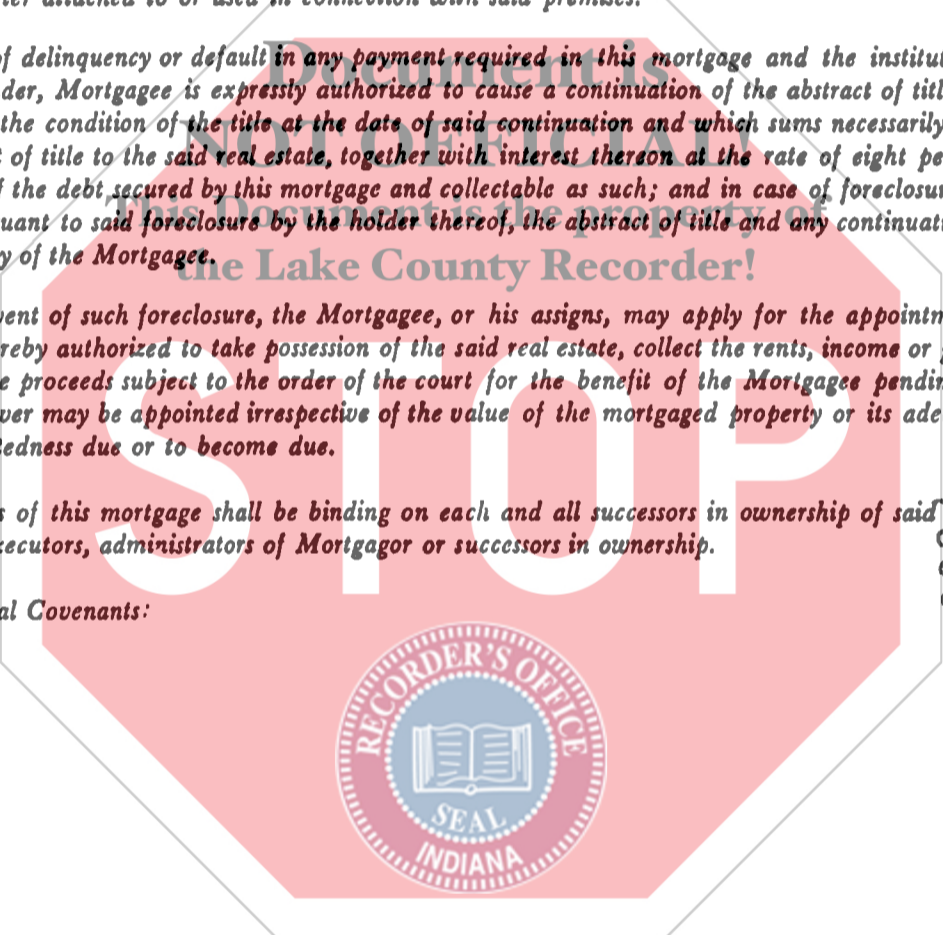 attached to or used in connection with said premises.
of delinquency or default in any payment required in this mortgage and the institut
der, Mortgagee is expressly authorized to cause a continuation of the abstract of titl
the condition of the title at the date of said continuation and which sums necessarily
t of title to the said real estate, together with interest thereon at the rate of eight pe
f the debt secured by this mortgage and collectable as such; and in case of foreclosu
uant to said foreclosure by the holder thereof, the abstract of title and any continuati
y of the Mortgagee.
vent of such foreclosure, the Mortgagee, or his assigns, may apply for the appointm
reby authorized to take possession of the said real estate, collect the rents, income or
e proceeds subject to the order of the court for the benefit of the Mortgagee pendin
ver may be appointed irrespective of the value of the mortgaged property or its ade
edness due or to become due.
s of this mortgage shall be binding on each and all successors in ownership of said
xecutors, administrators of Mortgagor or successors in ownership.
al Covenants:
Document is
NOT OFFICIAL
This Document is the property of
the Lake County Recorder!
STOP
RECORDER'S OFFICE
SEAL
INDIANA